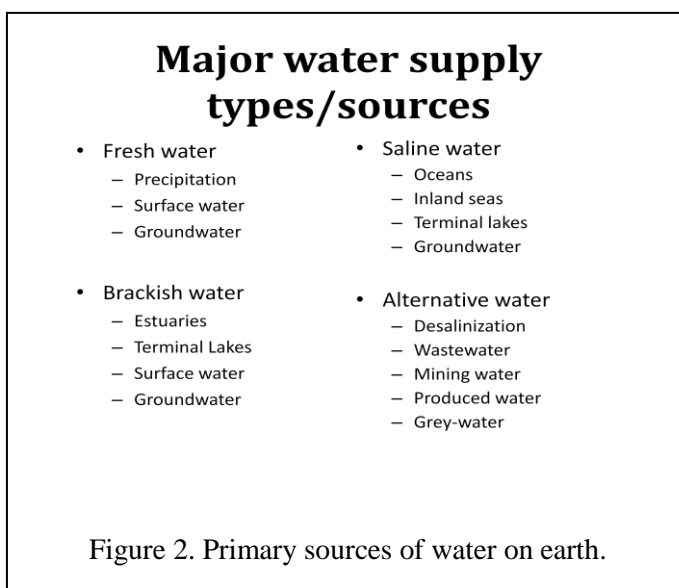 Major water supply
types/sources
• Fresh water
– Precipitation
– Surface water
– Groundwater
• Brackish water
– Estuaries
– Terminal Lakes
– Surface water
– Groundwater
• Saline water
– Oceans
– Inland seas
– Terminal lakes
– Groundwater
• Alternative water
– Desalinization
– Wastewater
– Mining water
– Produced water
– Grey-water
Figure 2. Primary sources of water on earth.